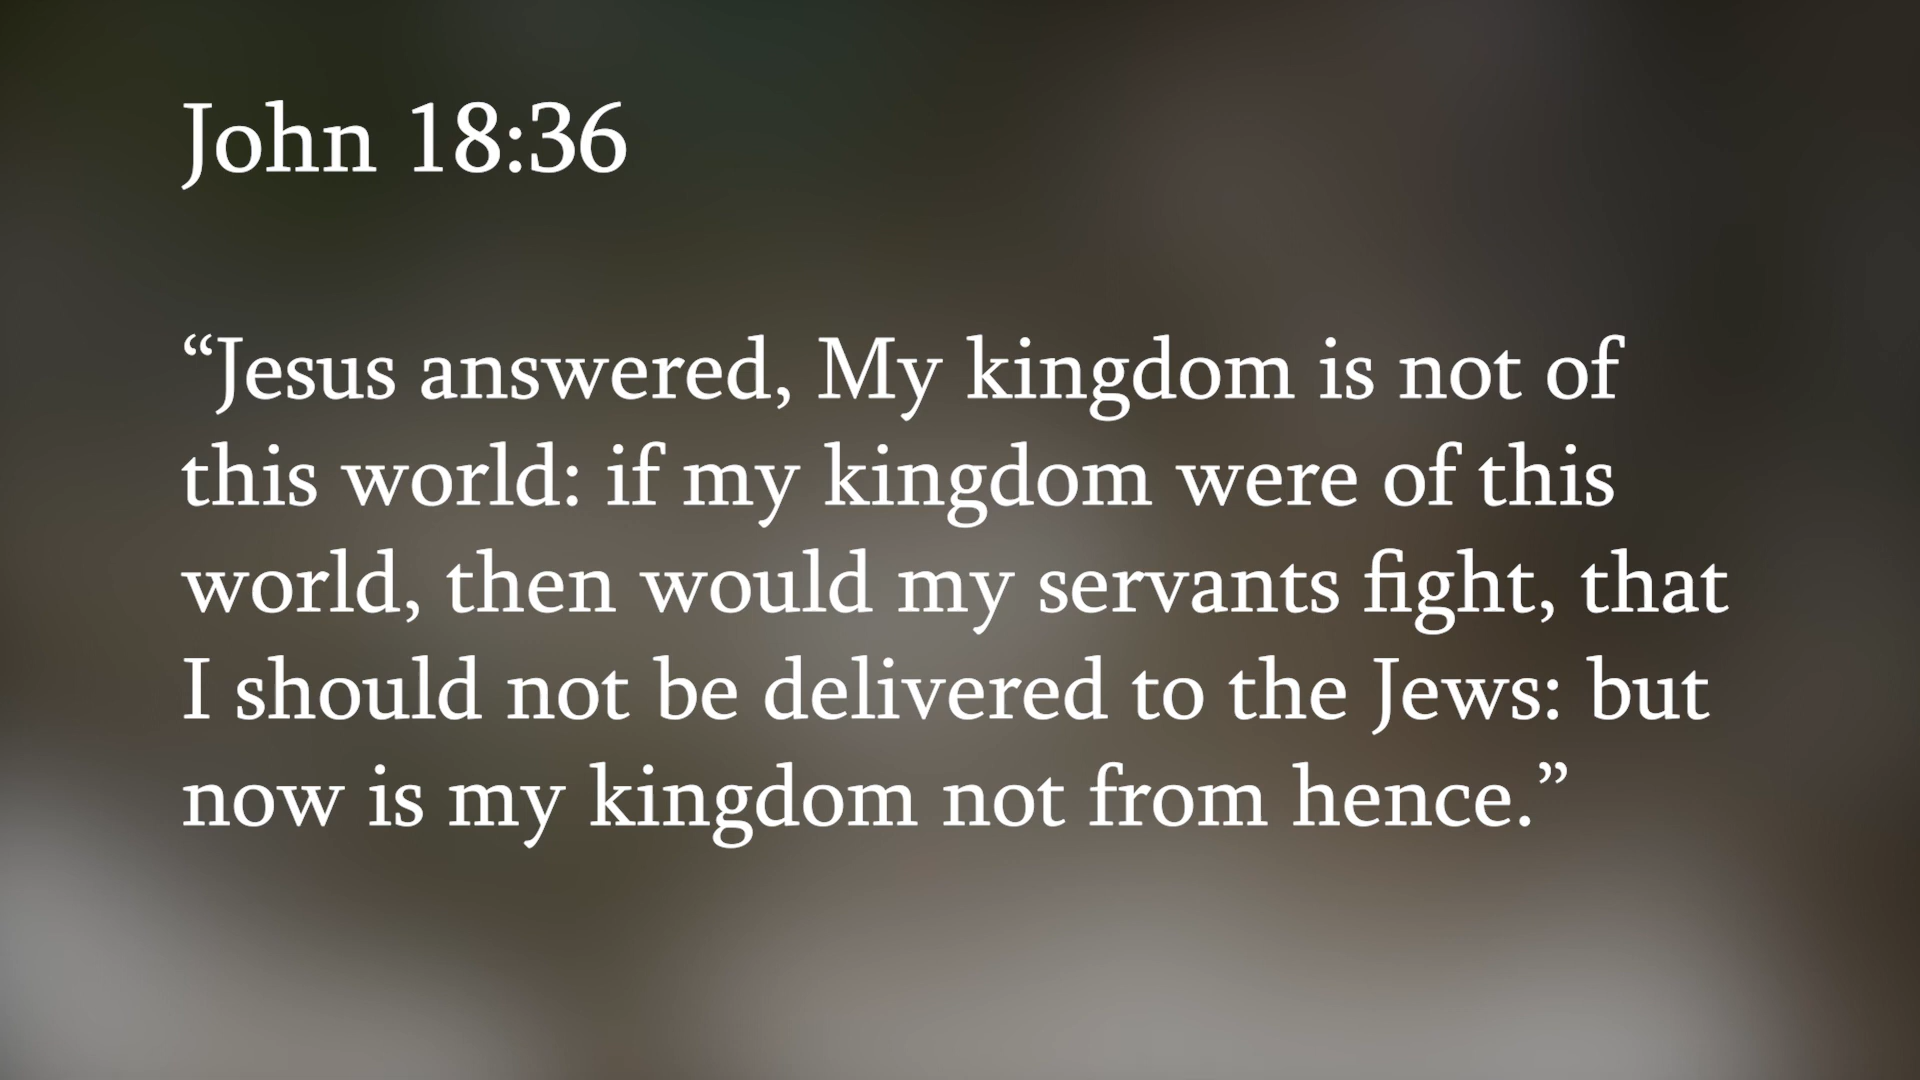 John 18:36
“Jesus answered, My kingdom is not of
this world: if my kingdom were of this
world, then would my servants fight, that
I should not be delivered to the Jews: but
now is my kingdom not from hence.”